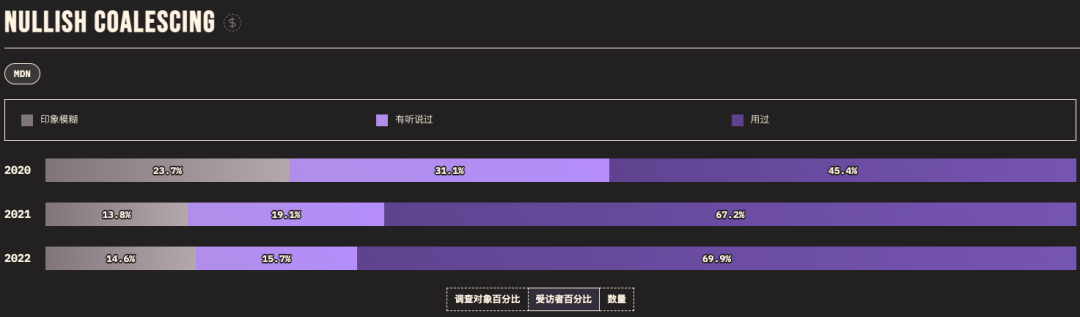 NULLISH COALESCING $
MDN
印象模糊 有听说过 用过
2020 23.7% 31.1% 45.4%
2021 13.8% 19.1% 67.2%
2022 14.6% 15.7% 69.9%
调查对象百分比 受访者百分比 数量